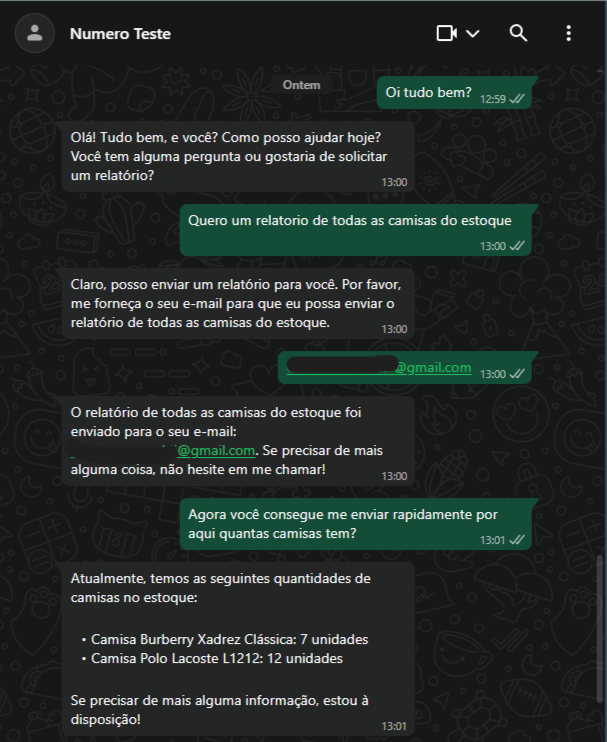 Numero Teste
Ontem
Oi tudo bem?
12:59
Olá! Tudo bem, e você? Como posso ajudar hoje?
Você tem alguma pergunta ou gostaria de solicitar
um relatório?
13:00
Quero um relatorio de todas as camisas do estoque
13:00
Claro, posso enviar um relatório para você. Por favor,
me forneça o seu e-mail para que eu possa enviar o
relatório de todas as camisas do estoque.
13:00
@gmail.com
13:00
O relatório de todas as camisas do estoque foi
enviado para o seu e-mail:
@gmail.com. Se precisar de mais
alguma coisa, não hesite em me chamar!
13:00
Agora você consegue me enviar rapidamente por
aqui quantas camisas tem?
13:01
Atualmente, temos as seguintes quantidades de
camisas no estoque:
• Camisa Burberry Xadrez Clássica: 7 unidades
• Camisa Polo Lacoste L1212: 12 unidades
Se precisar de mais alguma informação, estou à
disposição!
13:01